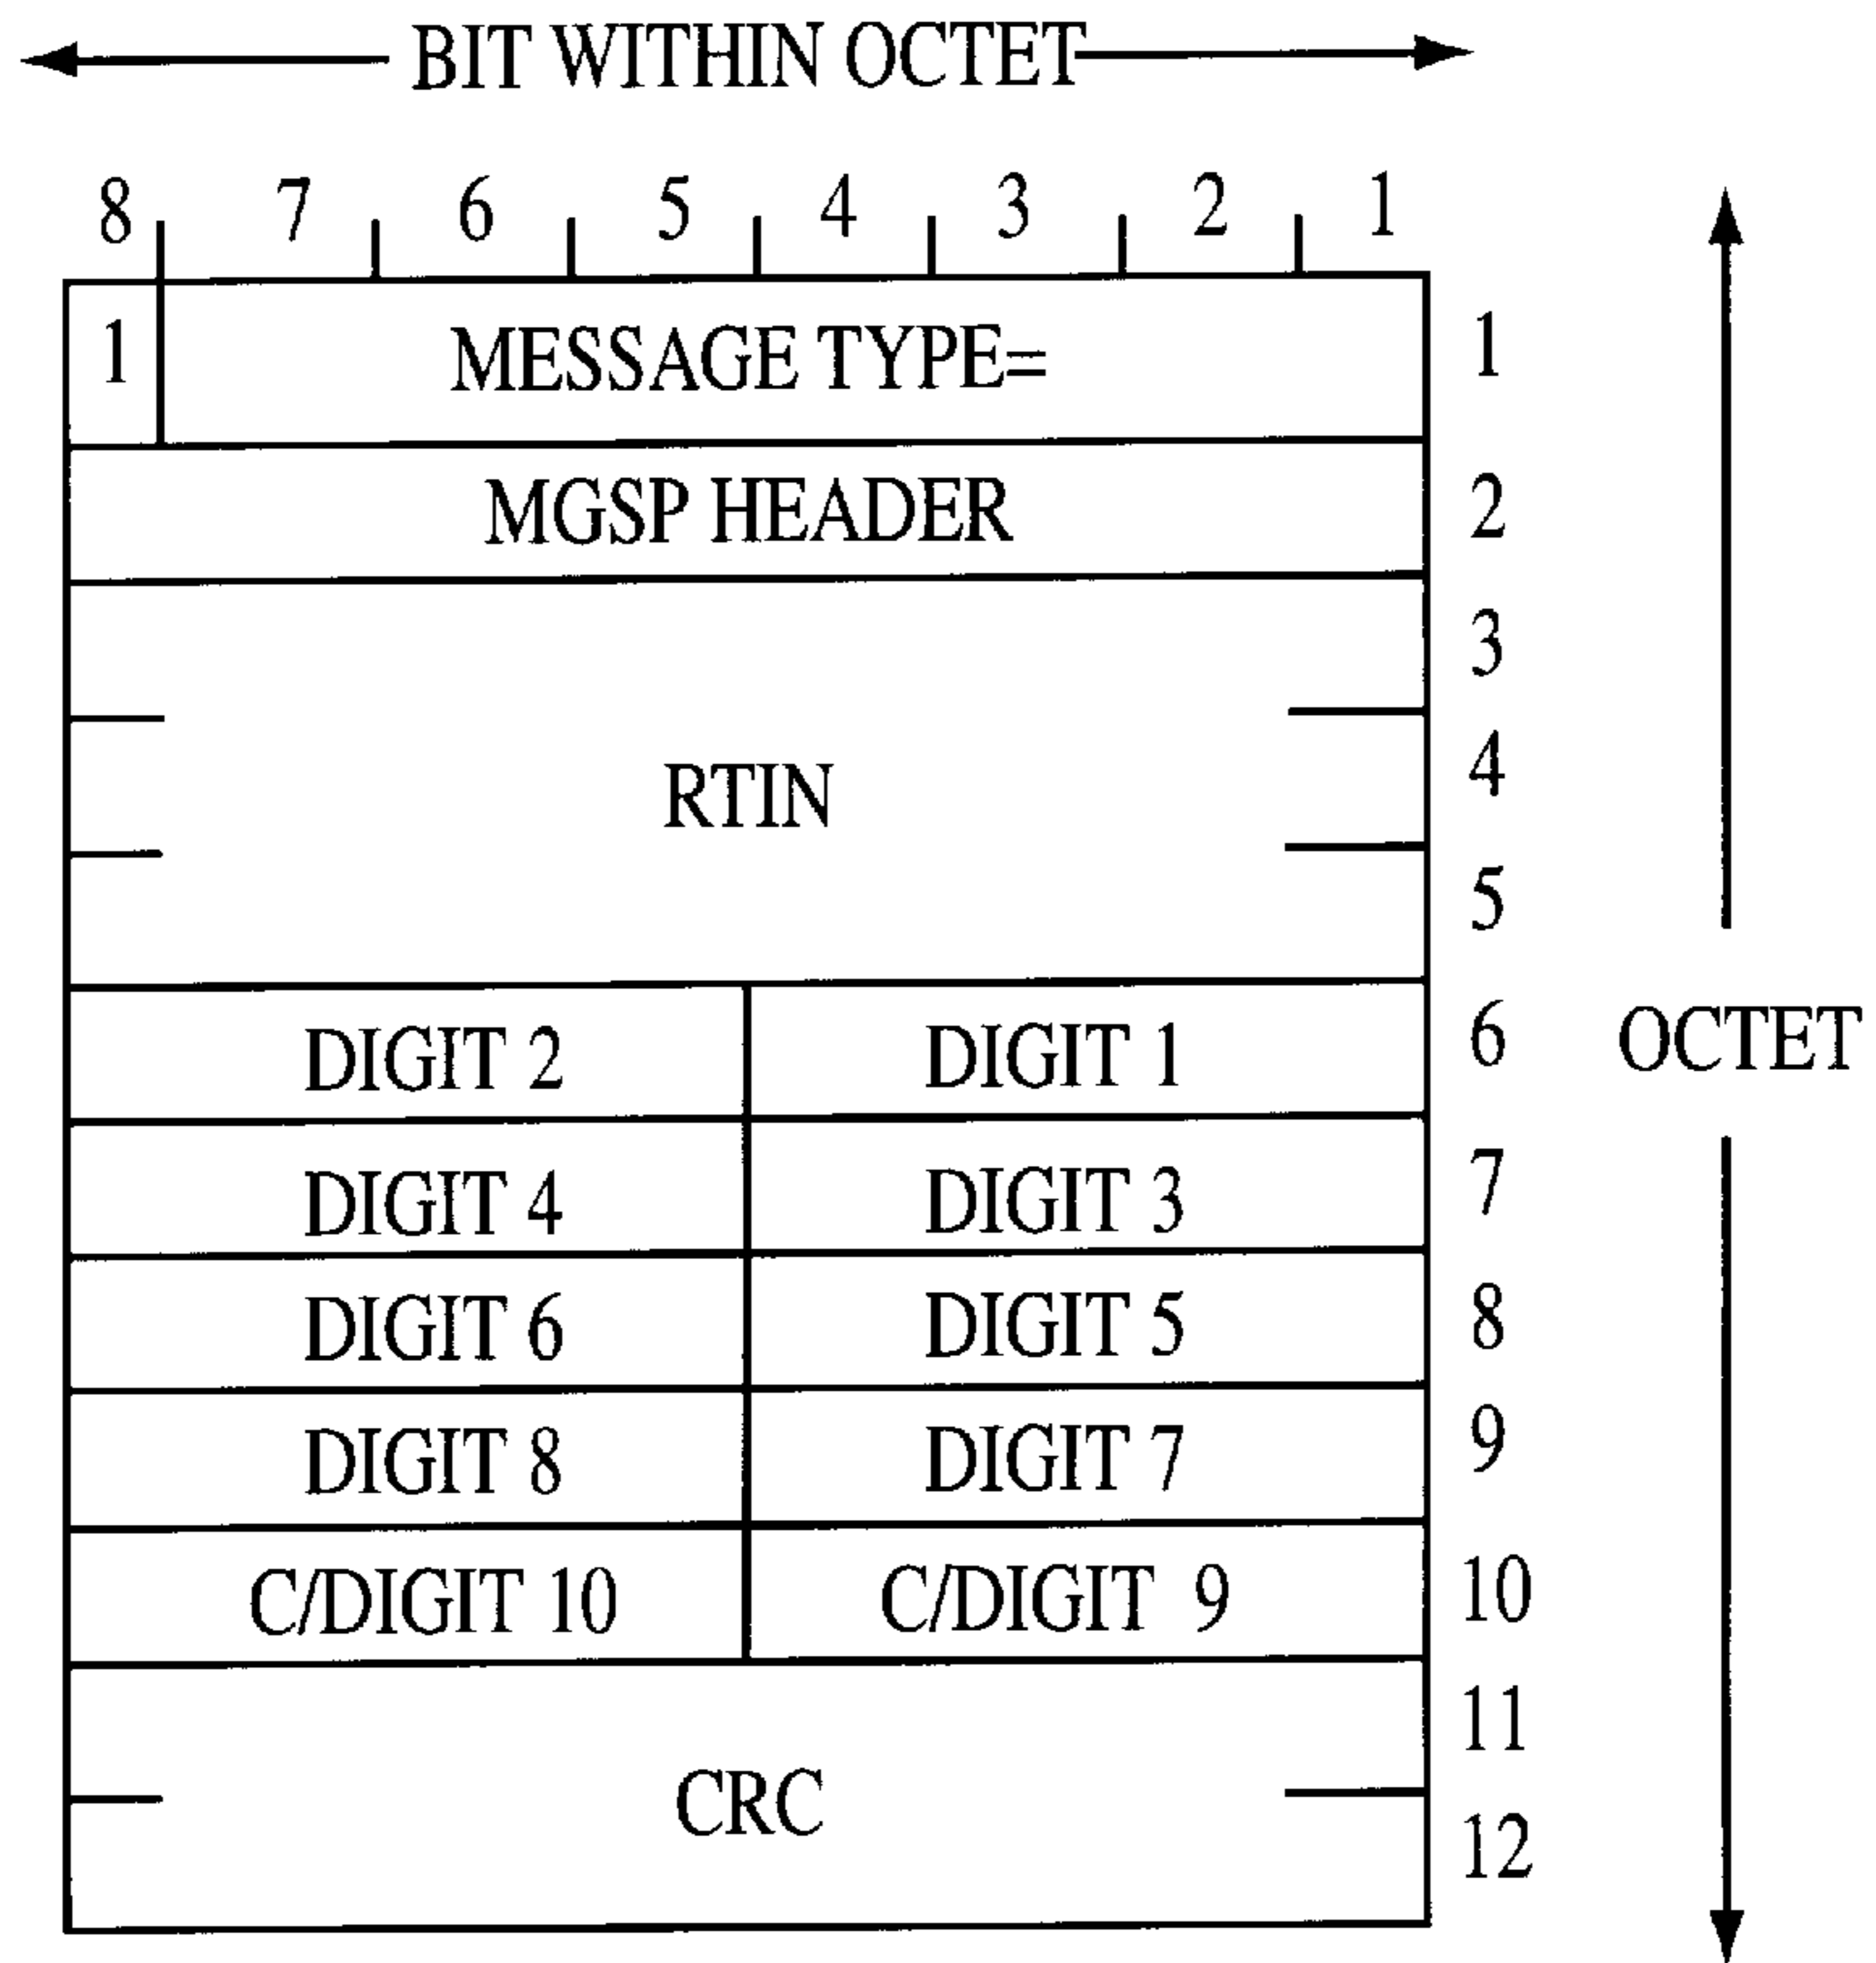 BIT WITHIN OCTET
8 7 6 5 4 3 2 1
1 MESSAGE TYPE= 1
MGSP HEADER 2
3
RTIN 4
5
DIGIT 2 DIGIT 1 6 OCTET
DIGIT 4 DIGIT 3 7
DIGIT 6 DIGIT 5 8
DIGIT 8 DIGIT 7 9
C/DIGIT 10 C/DIGIT 9 10
11
CRC
12